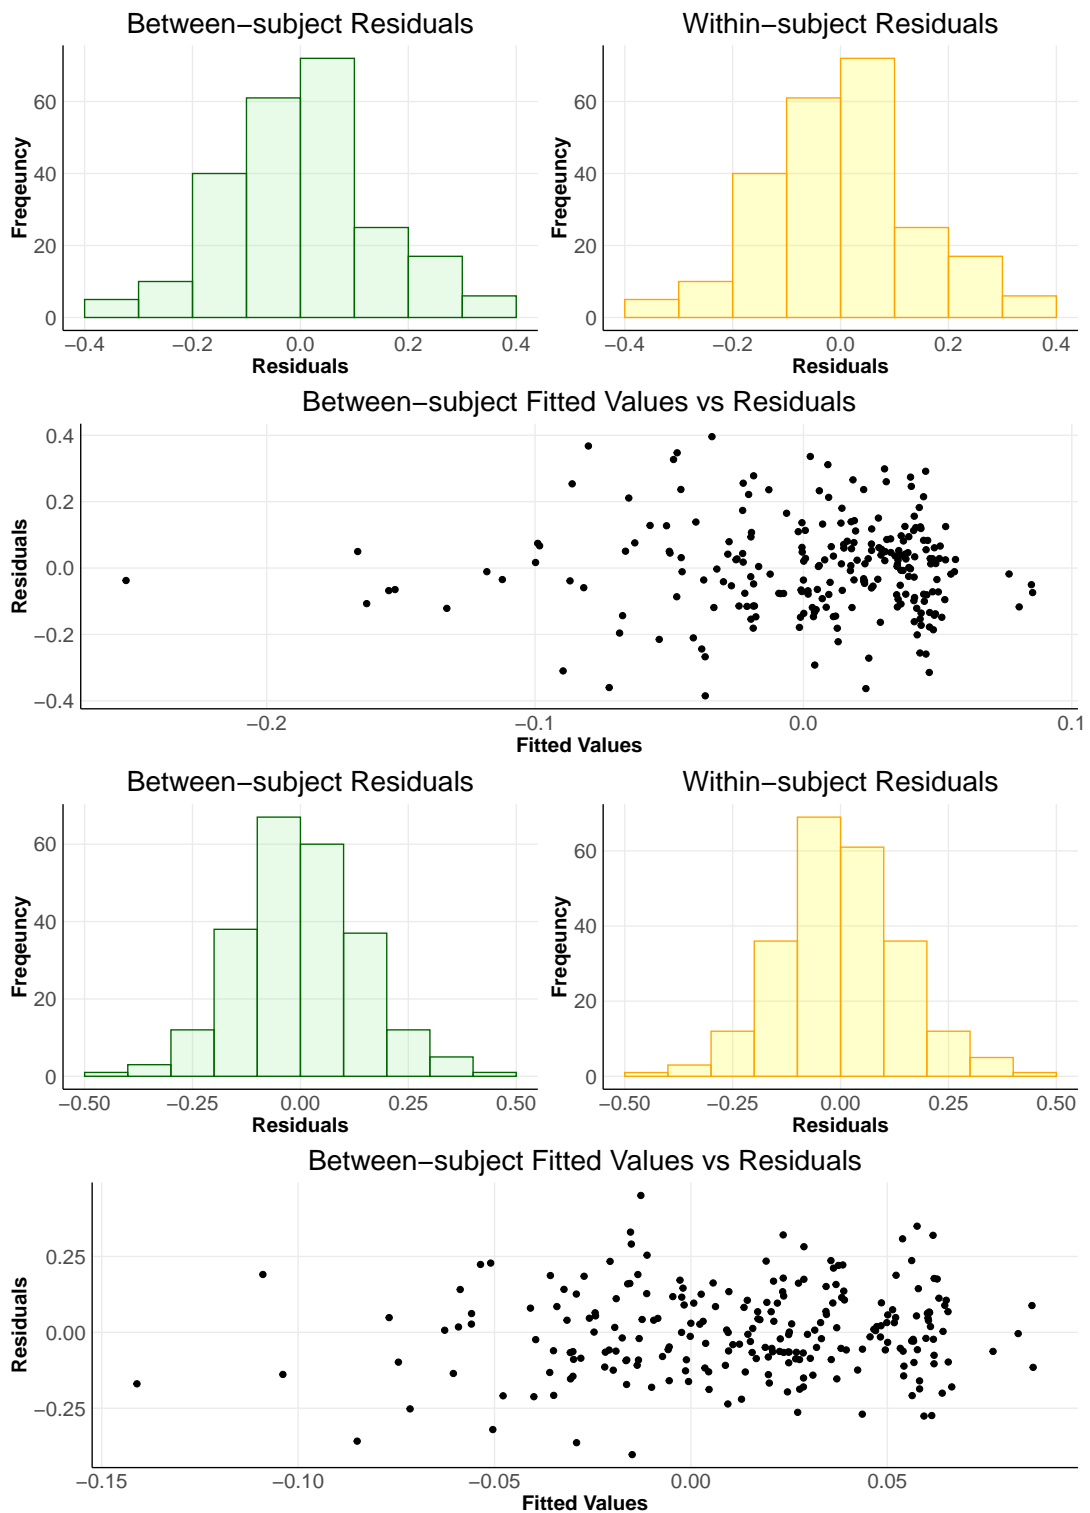 Between−subject Residuals
Within−subject Residuals
Freqeuncy
60
40
20
0
−0.4 −0.2 0.0 0.2 0.4
Residuals
Freqeuncy
60
40
20
0
−0.4 −0.2 0.0 0.2 0.4
Residuals
Between−subject Fitted Values vs Residuals
Residuals
0.4
0.2
0.0
−0.2
−0.4
−0.2 −0.1 0.0 0.1
Fitted Values
Between−subject Residuals
Within−subject Residuals
Freqeuncy
60
40
20
0
−0.50 −0.25 0.00 0.25 0.50
Residuals
Freqeuncy
60
40
20
0
−0.50 −0.25 0.00 0.25 0.50
Residuals
Between−subject Fitted Values vs Residuals
Residuals
0.25
0.00
−0.25
−0.15 −0.10 −0.05 0.00 0.05
Fitted Values